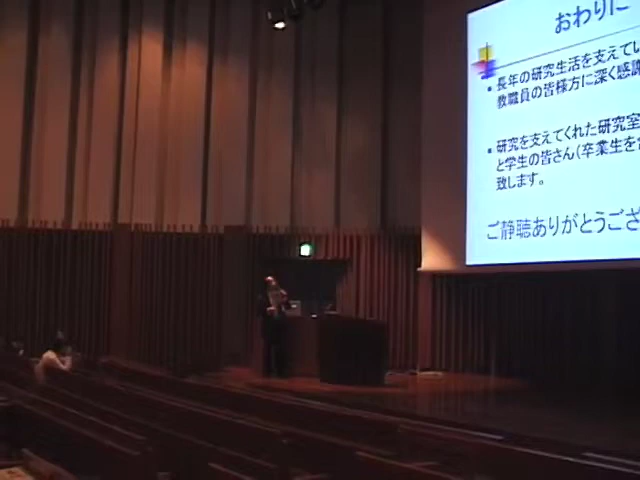 おわりに
長年の研究生活を支えてい
教職員の皆様方に深く感謝
研究を支えてくれた研究室
と学生の皆さん(卒業生を
致します。
ご静聴ありがとうござ